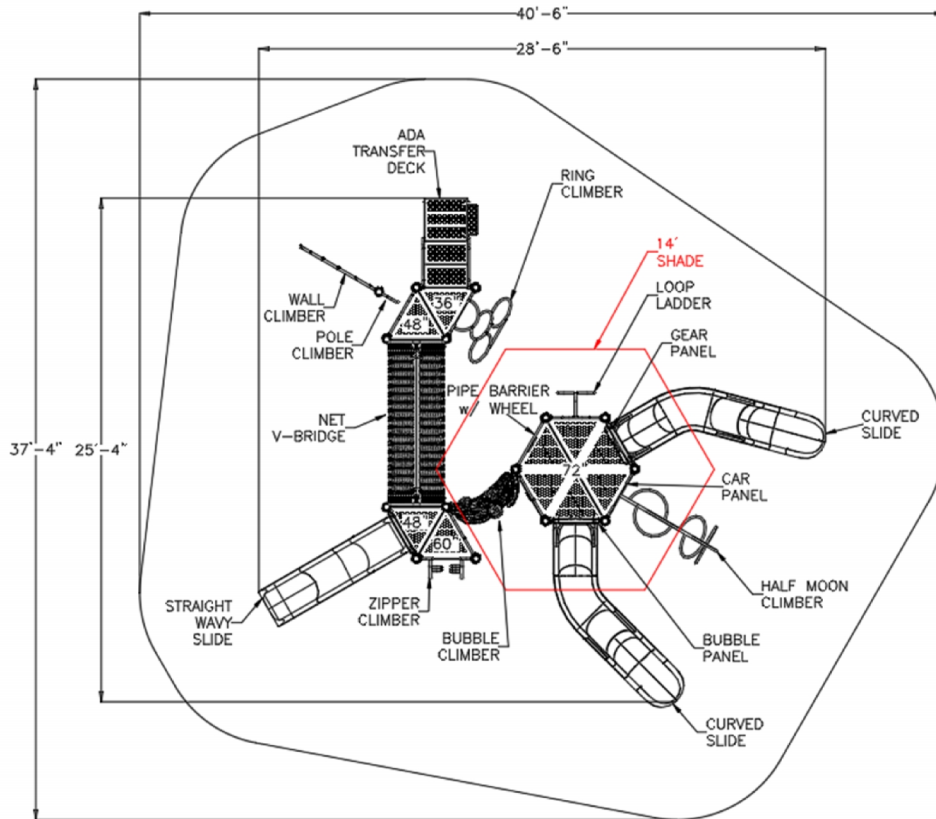 40'-6"
28'-6"
ADA
TRANSFER
DECK
RING
CLIMBER
14'
SHADE
WALL
CLIMBER
POLE
CLIMBER
36"
48"
LOOP
LADDER
GEAR
PANEL
PIPE BARRIER
w/ WHEEL
NET
V-BRIDGE
37'-4"
25'-4"
CURVED
SLIDE
72"
CAR
PANEL
48"
60"
STRAIGHT
WAVY
SLIDE
ZIPPER
CLIMBER
BUBBLE
CLIMBER
HALF MOON
CLIMBER
BUBBLE
PANEL
CURVED
SLIDE